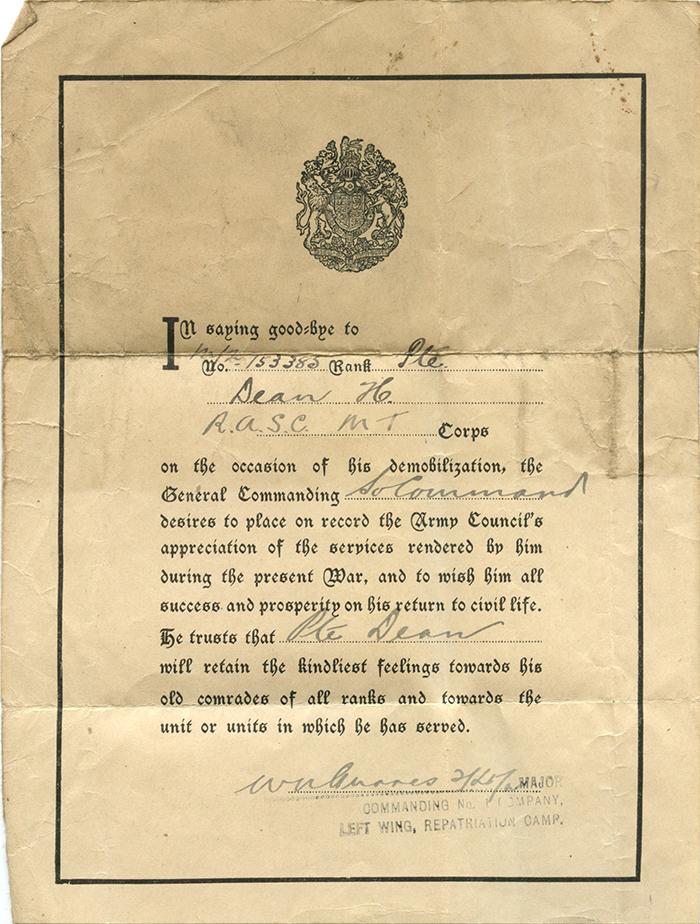 In saying good-bye to
No. 153383 Rank Pte
Dean H.
R.A.S.C. M T Corps
on the occasion of his demobilization, the
General Commanding So Command
desires to place on record the Army Council's
appreciation of the services rendered by him
during the present War, and to wish him all
success and prosperity on his return to civil life.
He trusts that Pte Dean
will retain the kindliest feelings towards his
old comrades of all ranks and towards the
unit or units in which he has served.
MAJOR
COMMANDING No. 1 COMPANY,
LEFT WING, REPATRIATION CAMP.